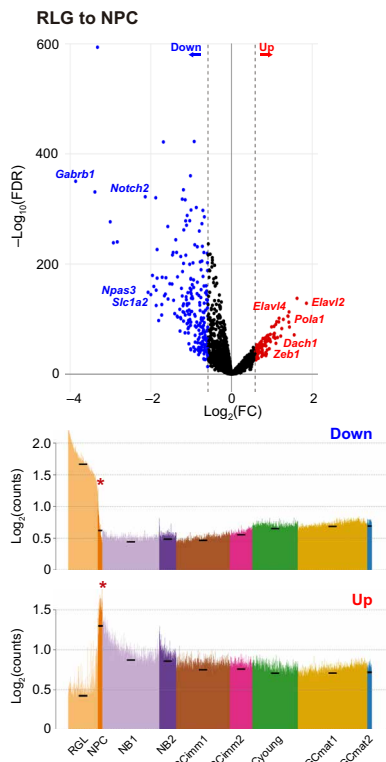 RLG to NPC
600
400
200
0
−Log10(FDR)
Down
Up
Gabrb1
Notch2
Npas3
Slc1a2
Elavl4
Elavl2
Pola1
Dach1
Zeb1
−4
−2
0
2
Log2(FC)
Down
2.0
1.5
1.0
0.5
0
Log2(counts)
*
Up
1.5
1.0
0.5
0
Log2(counts)
*
RGL
NPC
NB1
NB2